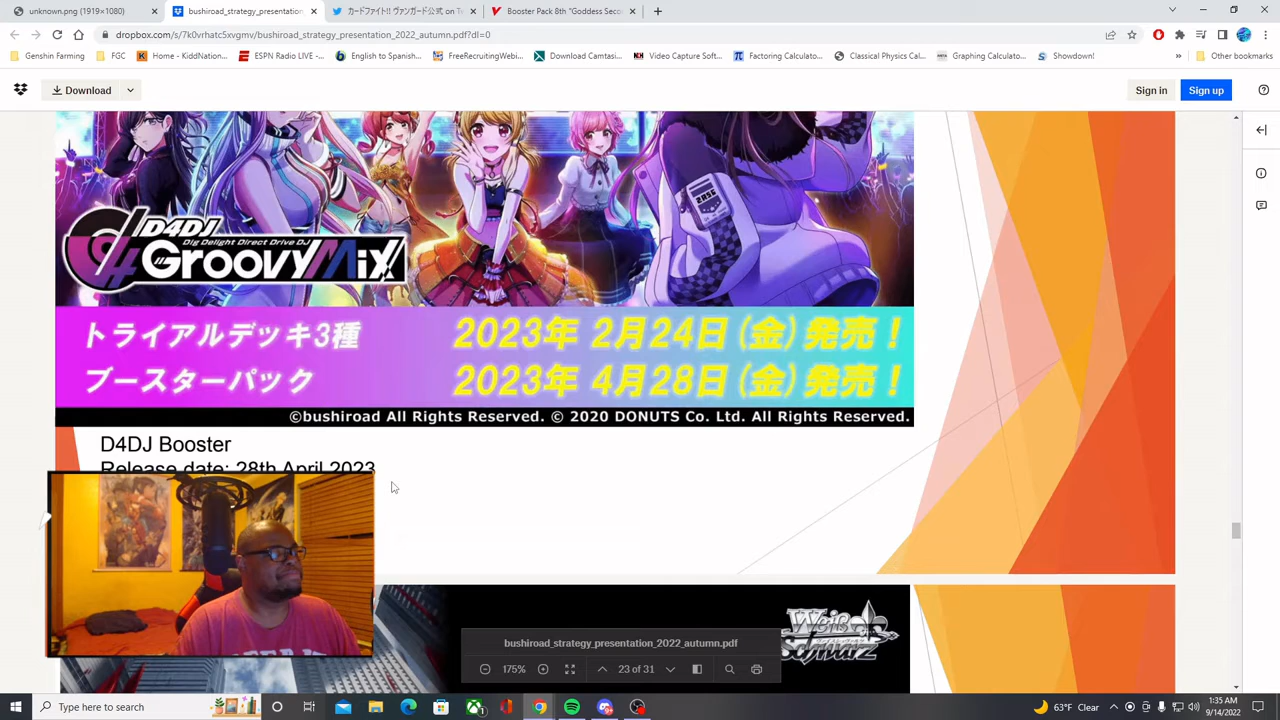 unknown.png (1919×1080)
bushiroad_strategy_presentation_
カードファイト!! ヴァンガード公式 on Tw
Booster Pack 8th "Goddess Seco
dropbox.com/s/7k0vrhatc5xvgmv/bushiroad_strategy_presentation_2022_autumn.pdf?dl=0
Genshin Farming
FGC
Home - KiddNation...
ESPN Radio LIVE -...
English to Spanish...
FreeRecruitingWebi...
Download Camtasi...
Video Capture Soft...
Factoring Calculato...
Classical Physics Cal...
Graphing Calculato...
Showdown!
»
Other bookmarks
Download
Sign in
Sign up
BASE
D4DJ
Dig Delight Direct Drive DJ
GroovyMix
トライアルデッキ3種 2023年 2月24日(金)発売!
ブースターパック 2023年 4月28日(金)発売!
©bushiroad All Rights Reserved. © 2020 DONUTS Co. Ltd. All Rights Reserved.
D4DJ Booster
Release date: 28th April 2023
Weiß
Schwarz
bushiroad_strategy_presentation_2022_autumn.pdf
175%
23 of 31
Type here to search
63°F Clear
1:35 AM
9/14/2022